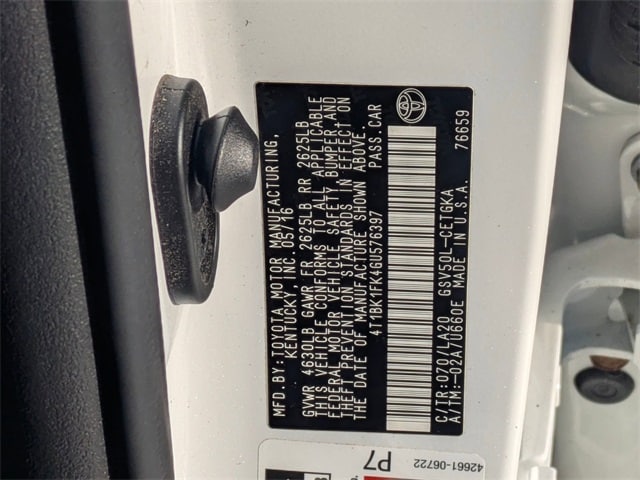 MFD. BY: TOYOTA MOTOR MANUFACTURING,
KENTUCKY, INC. 05/16
GVWR 4630LB GAWR FR 2625LB RR 2625LB
THIS VEHICLE CONFORMS TO ALL APPLICABLE
FEDERAL MOTOR VEHICLE SAFETY, BUMPER, AND
THEFT PREVENTION STANDARDS IN EFFECT ON
THE DATE OF MANUFACTURE SHOWN ABOVE.
4T1BK1FK4GU576397 PASS. CAR
C/TR: 070/LA20 GSV50L-CETGKA
A/TM: -02A/U660E MADE IN U.S.A. 76659
P7
42661-06722